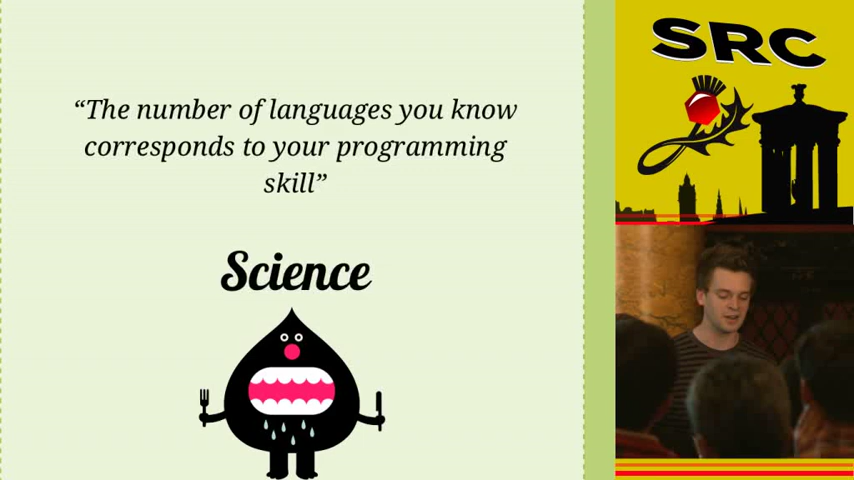 “The number of languages you know
corresponds to your programming
skill”
Science
SRC